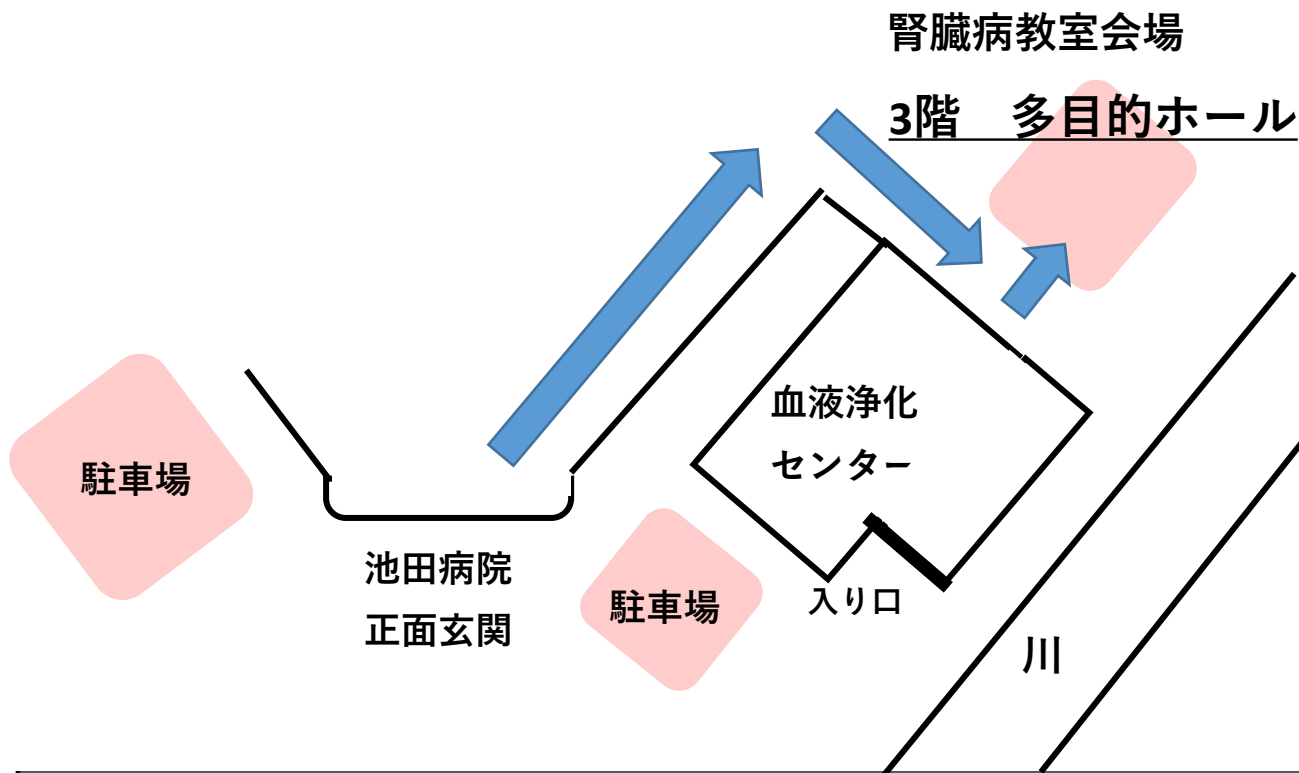 腎臓病教室会場
3階　多目的ホール
血液浄化
センター
駐車場
池田病院
正面玄関
駐車場
入り口
川